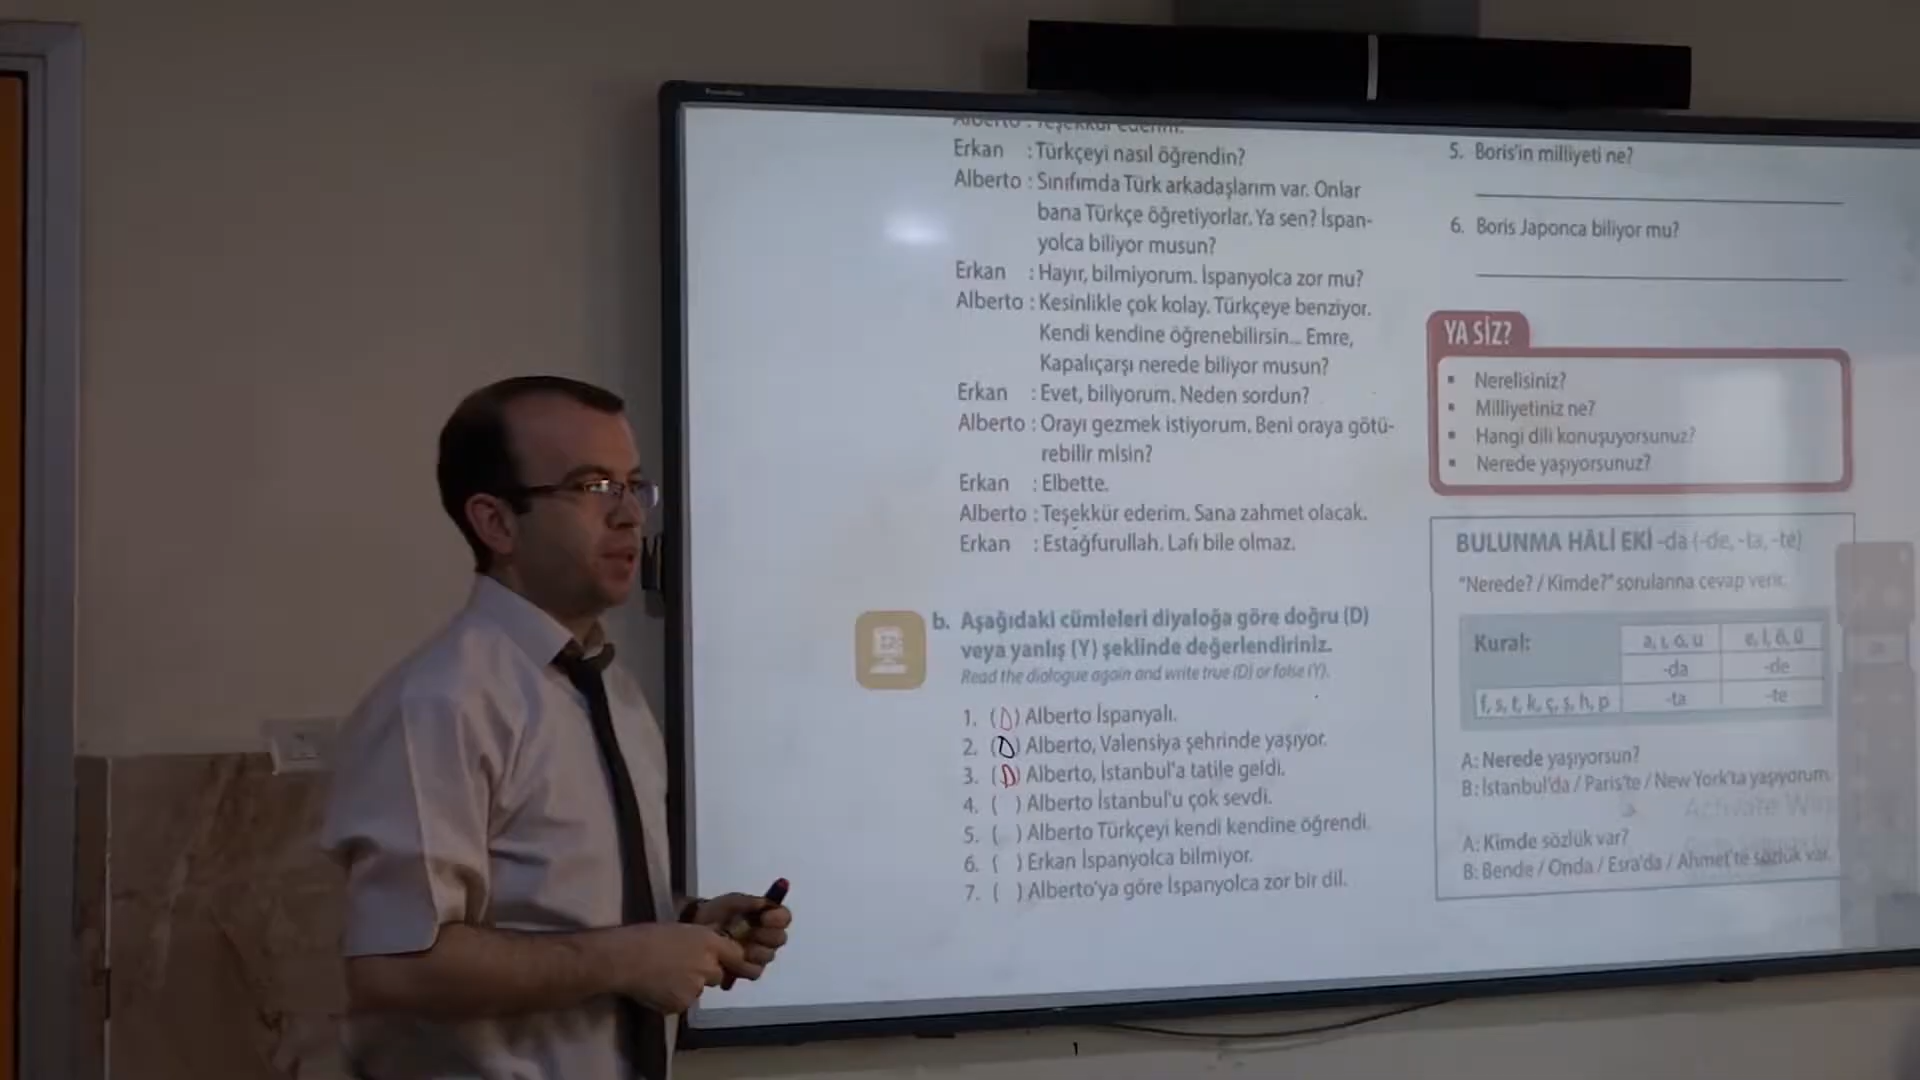 Alberto : Teşekkür ederim.
Erkan : Türkçeyi nasıl öğrendin?
Alberto : Sınıfımda Türk arkadaşlarım var. Onlar
bana Türkçe öğretiyorlar. Ya sen? İspan-
yolca biliyor musun?
Erkan : Hayır, bilmiyorum. İspanyolca zor mu?
Alberto : Kesinlikle çok kolay. Türkçeye benziyor.
Kendi kendine öğrenebilirsin... Emre,
Kapalıçarşı nerede biliyor musun?
Erkan : Evet, biliyorum. Neden sordun?
Alberto : Orayı gezmek istiyorum. Beni oraya götü-
rebilir misin?
Erkan : Elbette.
Alberto : Teşekkür ederim. Sana zahmet olacak.
Erkan : Estağfurullah. Lafı bile olmaz.
b. Aşağıdaki cümleleri diyaloğa göre doğru (D)
veya yanlış (Y) şeklinde değerlendiriniz.
Read the dialogue again and write true (D) or false (Y).
1. (D) Alberto İspanyalı.
2. (D) Alberto, Valensiya şehrinde yaşıyor.
3. (D) Alberto, İstanbul'a tatile geldi.
4. ( ) Alberto İstanbul'u çok sevdi.
5. ( ) Alberto Türkçeyi kendi kendine öğrendi.
6. ( ) Erkan İspanyolca bilmiyor.
7. ( ) Alberto'ya göre İspanyolca zor bir dil.
5. Boris'in milliyeti ne?
6. Boris Japonca biliyor mu?
YA SİZ?
▪ Nerelisiniz?
▪ Milliyetiniz ne?
▪ Hangi dili konuşuyorsunuz?
▪ Nerede yaşıyorsunuz?
BULUNMA HÂLİ EKİ -da (-de, -ta, -te)
"Nerede? / Kimde?" sorularına cevap verir.
Kural: a, ı, o, u e, i, ö, ü
-da -de
f, s, t, k, ç, ş, h, p -ta -te
A: Nerede yaşıyorsun?
B: İstanbul'da / Paris'te / New York'ta yaşıyorum.
Activate Win
A: Kimde sözlük var?
B: Bende / Onda / Esra'da / Ahmet'te sözlük var.